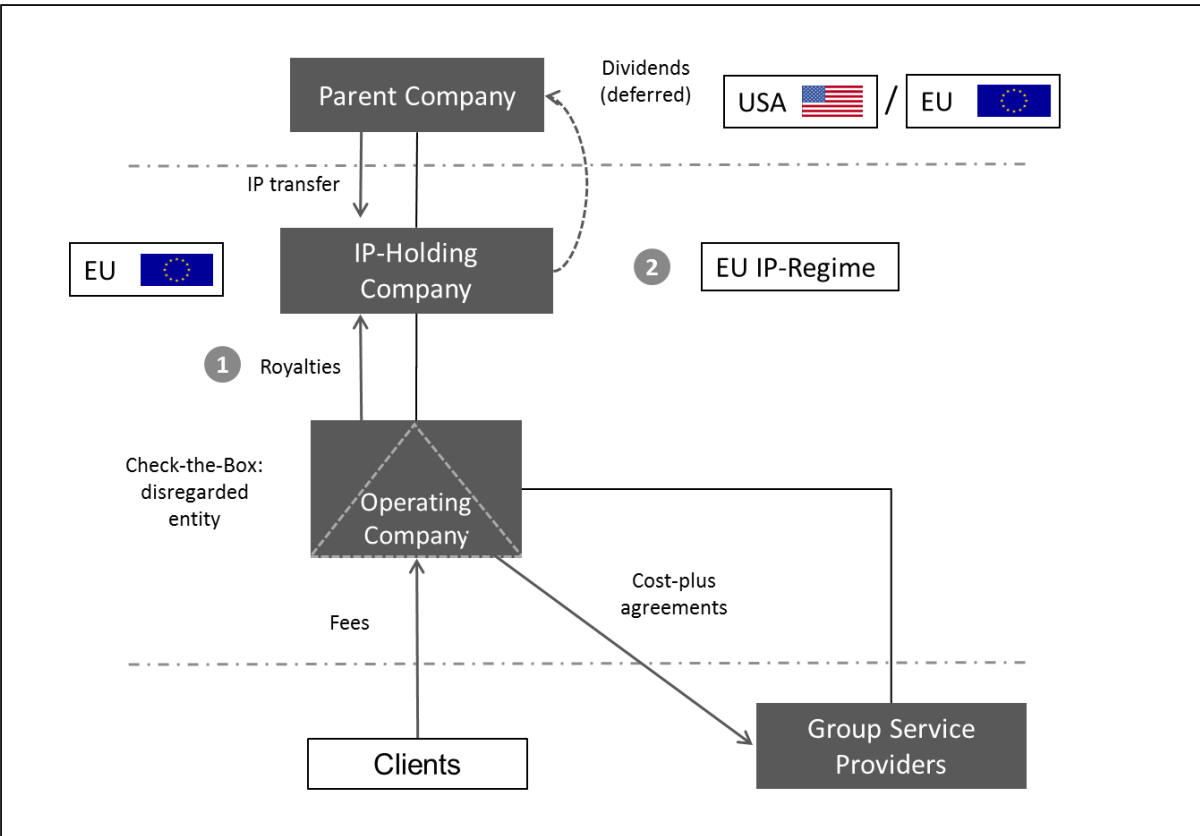 Parent Company
Dividends
(deferred)
USA
/
EU
IP transfer
EU
IP-Holding
Company
2
EU IP-Regime
1
Royalties
Check-the-Box:
disregarded
entity
Operating
Company
Cost-plus
agreements
Fees
Clients
Group Service
Providers